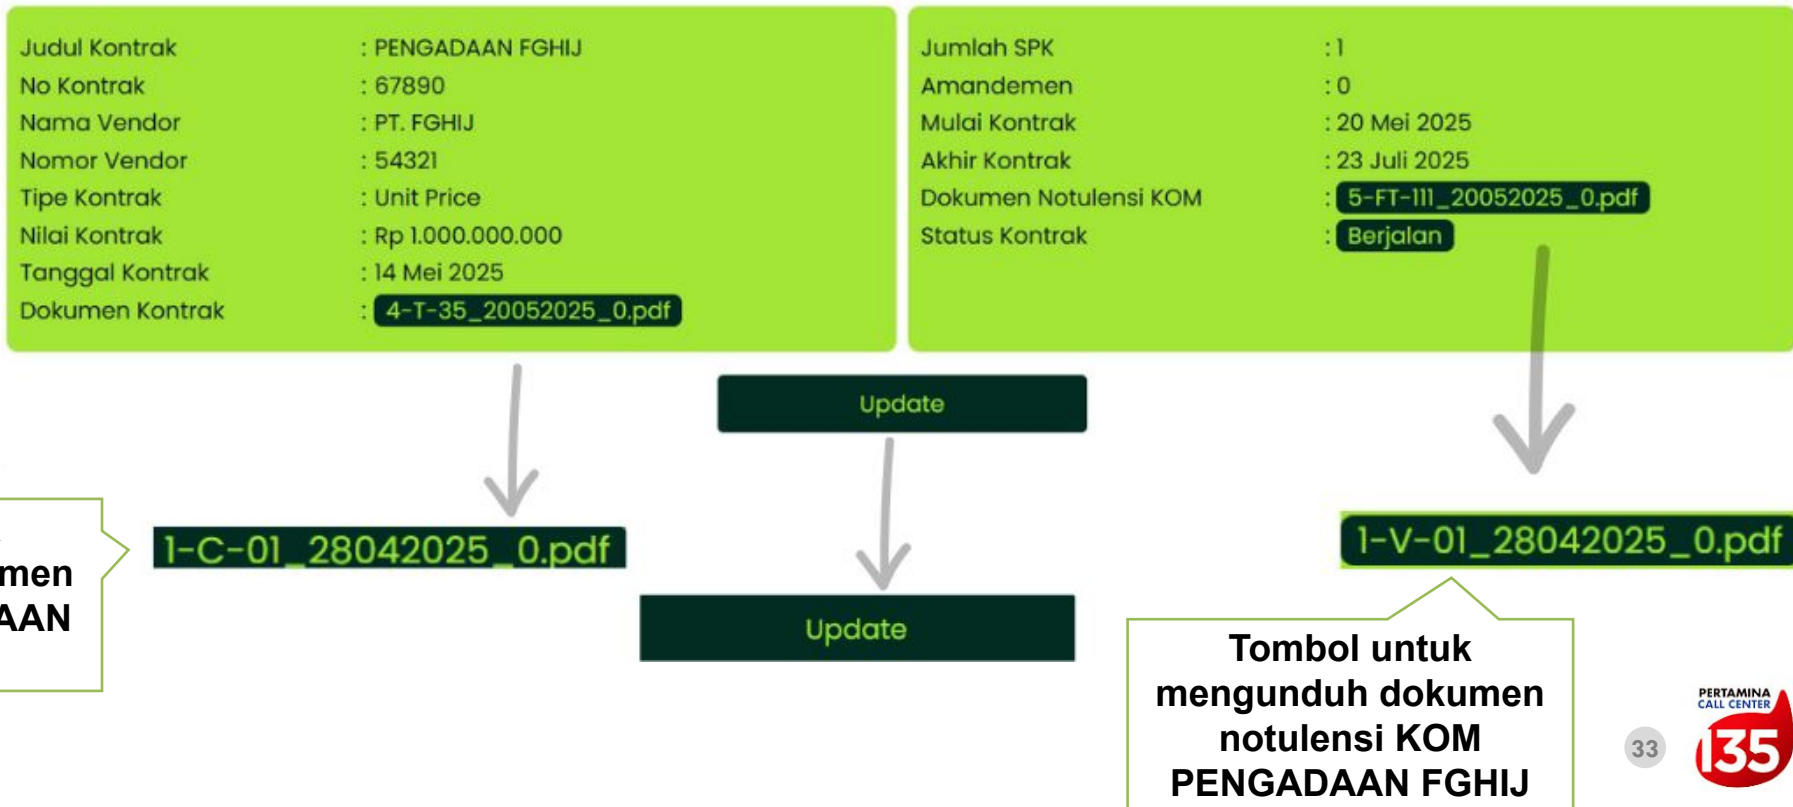 Judul Kontrak : PENGADAAN FGHIJ
No Kontrak : 67890
Nama Vendor : PT. FGHIJ
Nomor Vendor : 54321
Tipe Kontrak : Unit Price
Nilai Kontrak : Rp 1.000.000.000
Tanggal Kontrak : 14 Mei 2025
Dokumen Kontrak : 4-T-35_20052025_0.pdf
Jumlah SPK : 1
Amandemen : 0
Mulai Kontrak : 20 Mei 2025
Akhir Kontrak : 23 Juli 2025
Dokumen Notulensi KOM : 5-FT-111_20052025_0.pdf
Status Kontrak : Berjalan
Update
1-C-01_28042025_0.pdf
men
AAN
Update
1-V-01_28042025_0.pdf
Tombol untuk
mengunduh dokumen
notulensi KOM
PENGADAAN FGHIJ
33
PERTAMINA
CALL CENTER
135